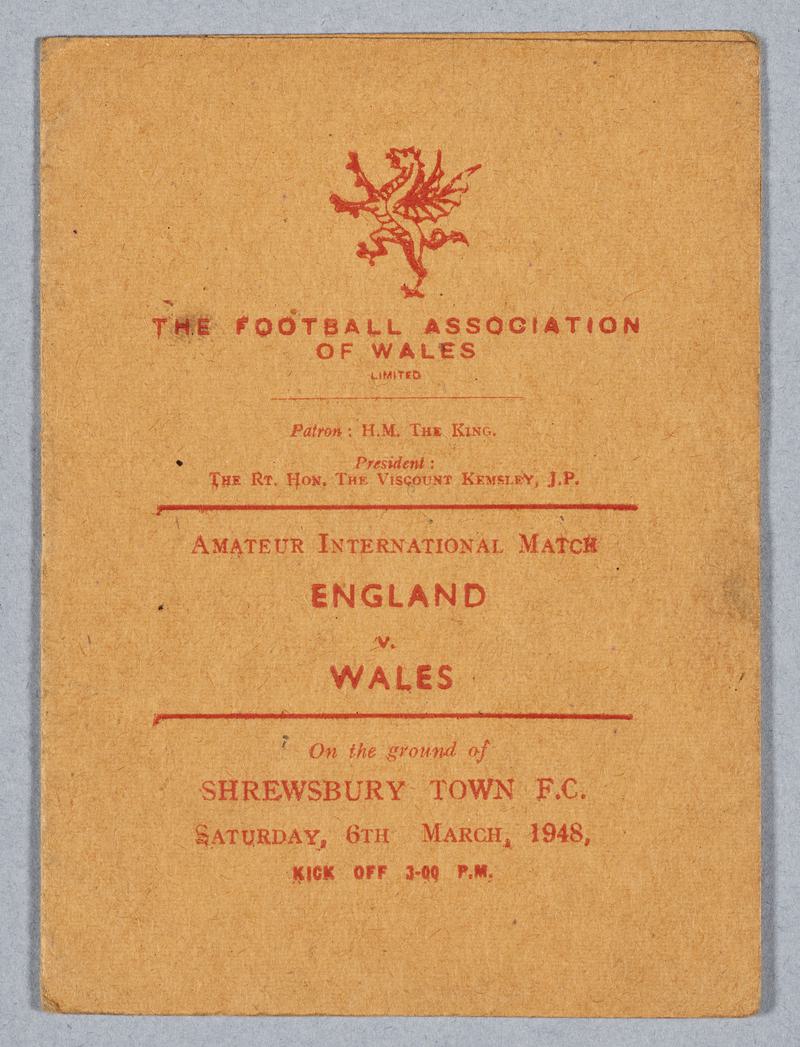 THE FOOTBALL ASSOCIATION
OF WALES
LIMITED
Patron : H.M. THE KING.
President :
THE RT. HON. THE VISCOUNT KEMSLEY, J.P.
AMATEUR INTERNATIONAL MATCH
ENGLAND
v.
WALES
On the ground of
SHREWSBURY TOWN F.C.
SATURDAY, 6TH MARCH, 1948,
KICK OFF 3-00 P.M.